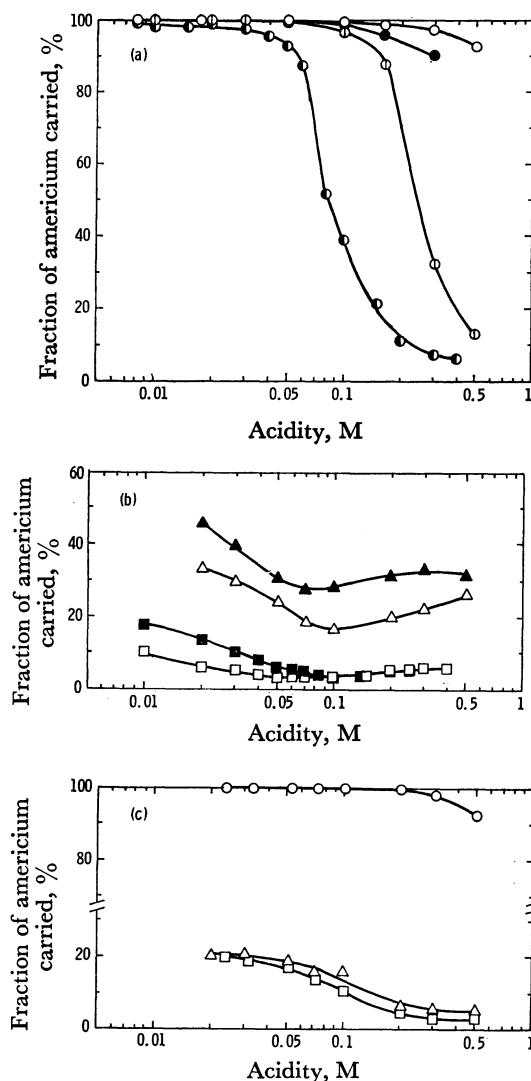 100
80
60
40
20
0
(a)
Fraction of americium carried, %
0.01
0.05
0.1
0.5
1
Acidity, M
60
40
20
0
(b)
Fraction of americium
carried, %
0.01
0.05
0.1
0.5
1
Acidity, M
100
80
20
0
(c)
Fraction of americium
carried, %
0.01
0.05
0.1
0.5
1
Acidity, M